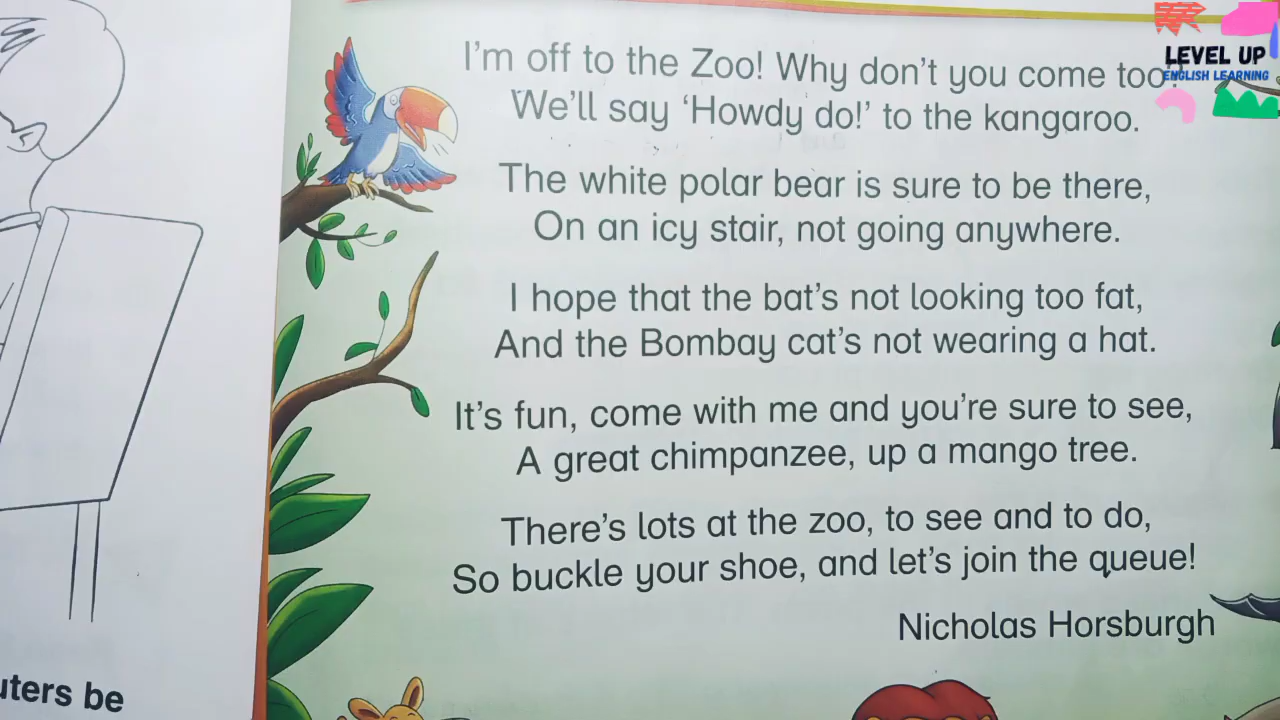 I'm off to the Zoo! Why don't you come too?
We'll say 'Howdy do!' to the kangaroo.
The white polar bear is sure to be there,
On an icy stair, not going anywhere.
I hope that the bat's not looking too fat,
And the Bombay cat's not wearing a hat.
It's fun, come with me and you're sure to see,
A great chimpanzee, up a mango tree.
There's lots at the zoo, to see and to do,
So buckle your shoe, and let's join the queue!
Nicholas Horsburgh
be
LEVEL UP
ENGLISH LEARNING